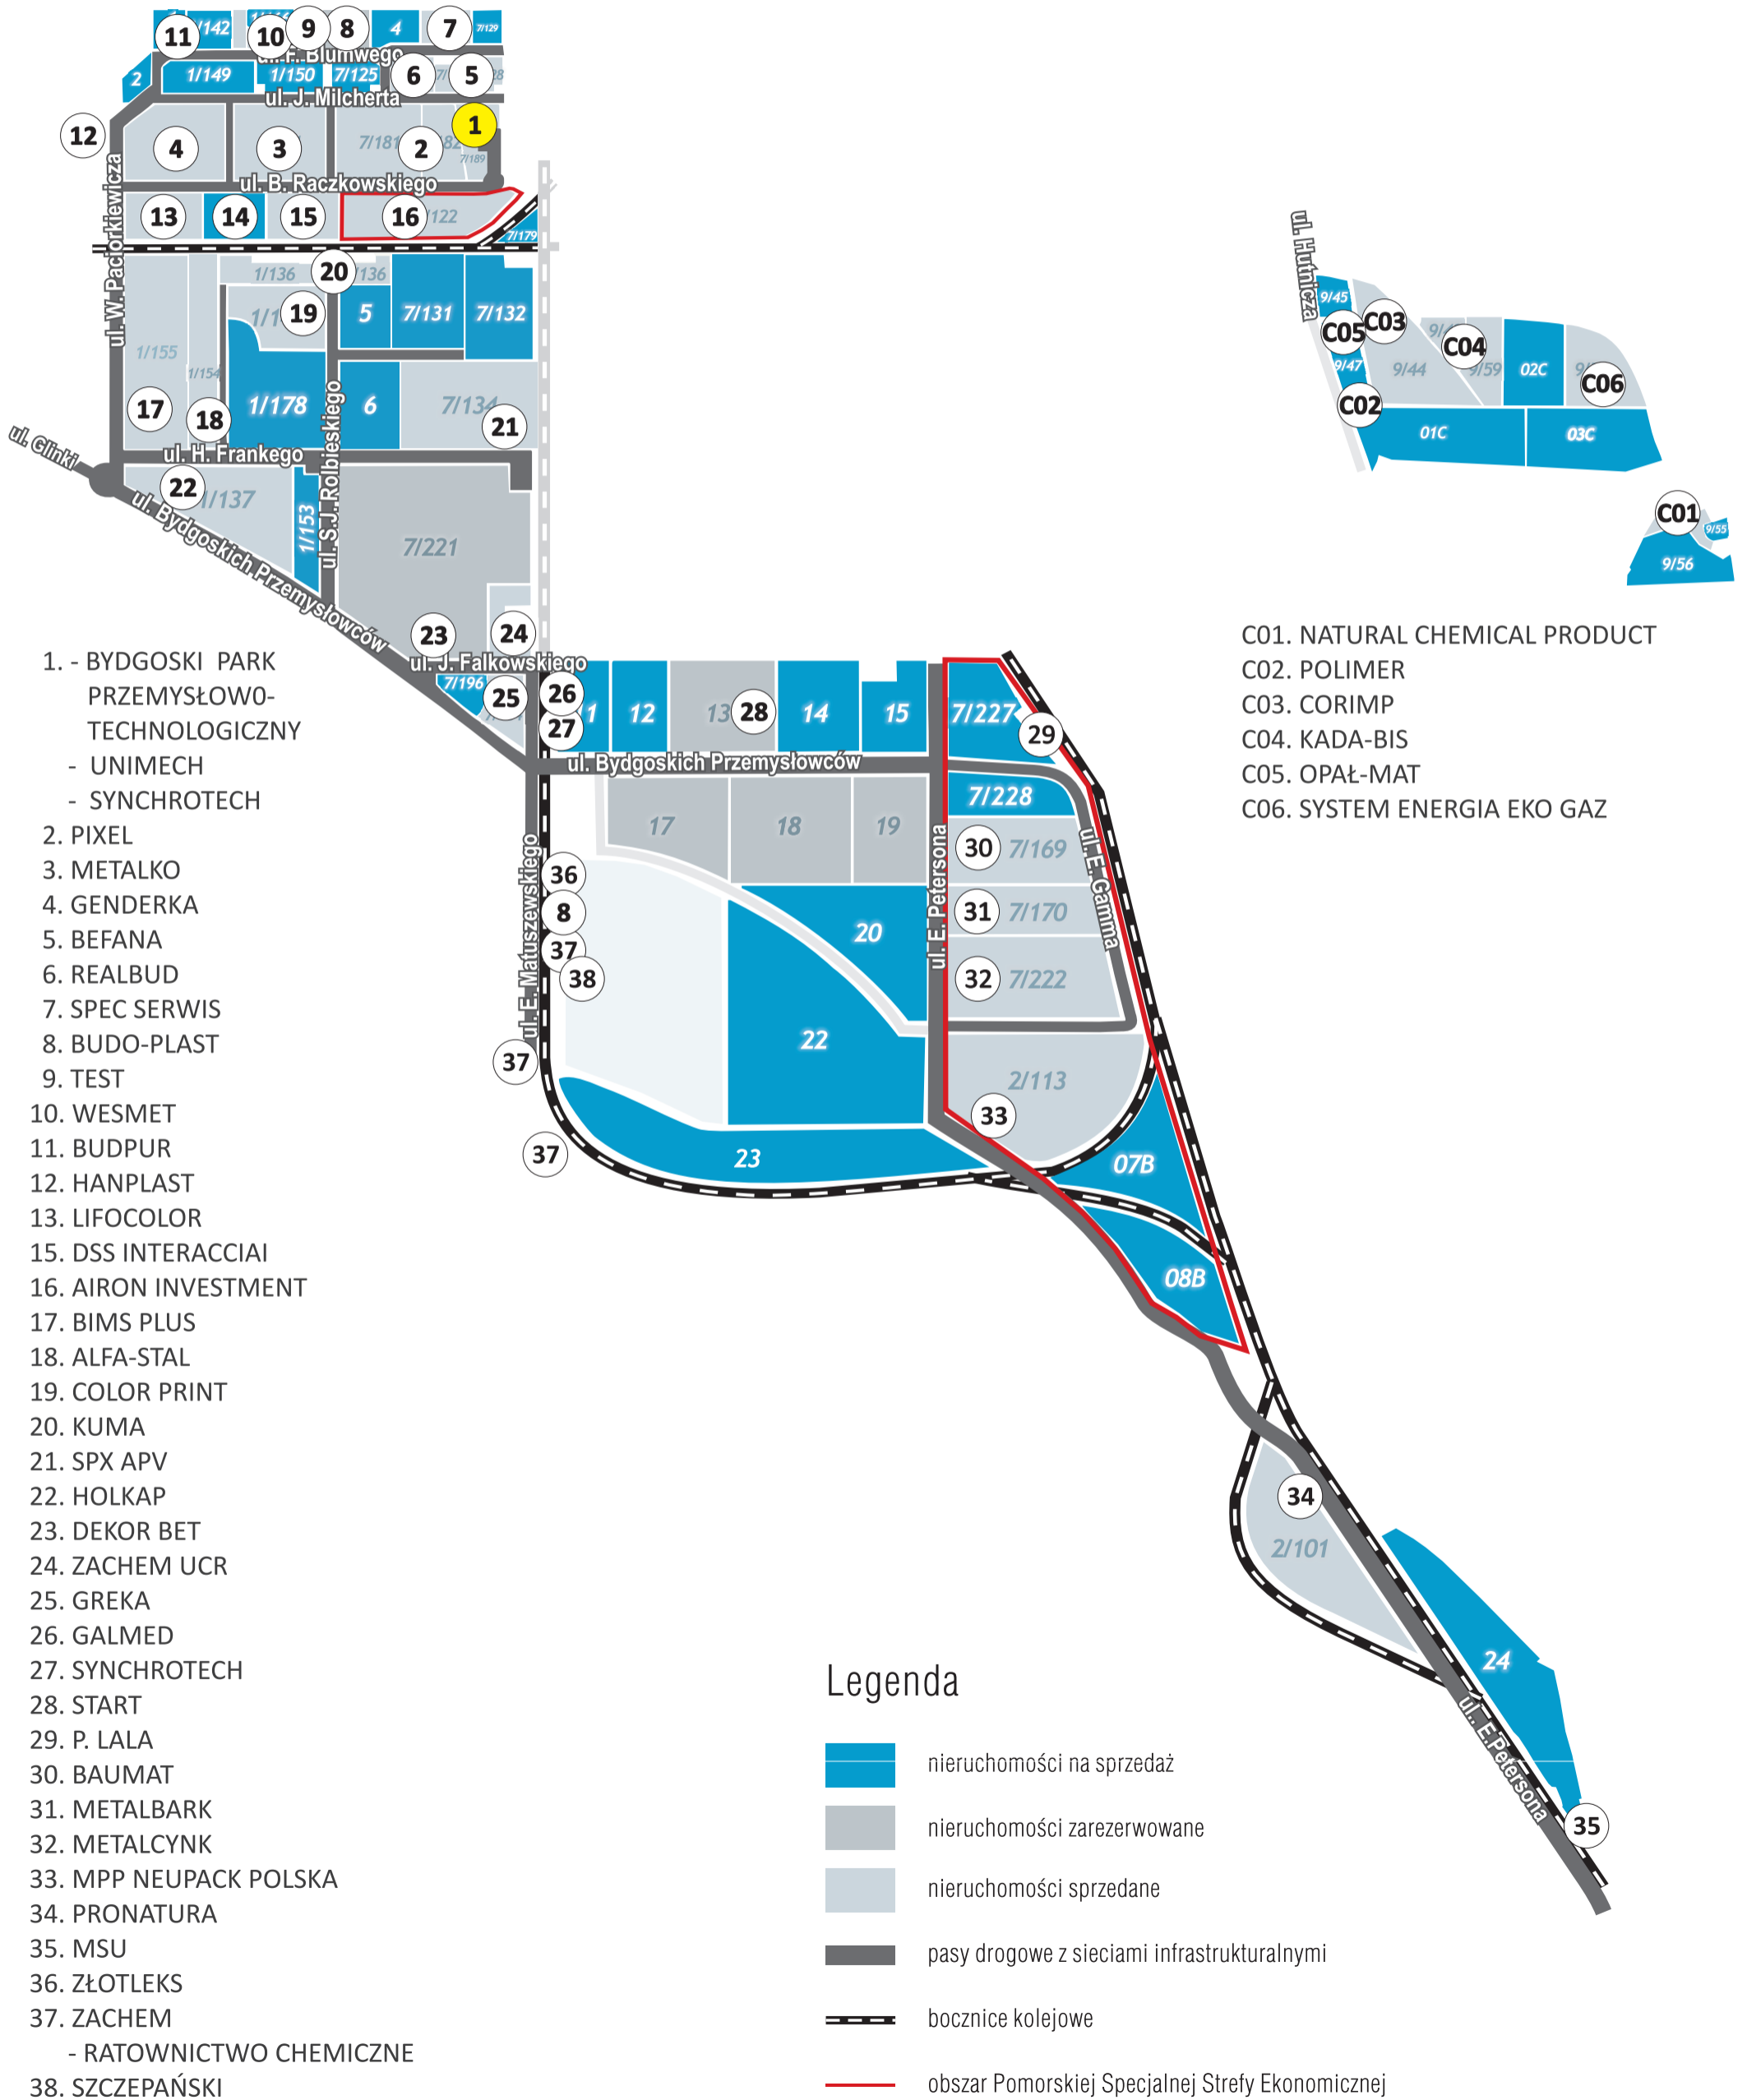 11
/142
10
9
8
4
7
7/129
ul. F. Blumwego
2
1/149
1/150
7/125
6
5
ul. J. Milcherta
12
4
3
7/181
2
1
7/189
ul. B. Raczkowskiego
ul. W. Paciorkiewicza
13
14
15
16
/122
7/179
20
1/136
/136
19
5
7/131
7/132
1/155
1/154
17
18
1/178
6
7/134
21
ul. Glinki
ul. H. Frankego
ul. S.J. Rolbieskiego
22
1/137
1/153
7/221
ul. Bydgoskich Przemysłowców
23
24
ul. J. Falkowskiego
7/196
25
26
27
1
12
13
28
14
15
7/227
29
ul. Bydgoskich Przemysłowców
7/228
17
18
19
ul. E. Petersona
30
7/169
ul. E. Gamma
31
7/170
32
7/222
ul. E. Matuszewskiego
36
8
37
38
20
22
37
2/113
33
37
23
07B
08B
34
2/101
24
ul.. E.Petersona
35
ul. Hutnicza
9/45
C05
C03
9/47
9/44
C04
9/59
02C
C06
C02
01C
03C
C01
9/55
9/56
1. - BYDGOSKI PARK
PRZEMYSŁOW0-
TECHNOLOGICZNY
- UNIMECH
- SYNCHROTECH
2. PIXEL
3. METALKO
4. GENDERKA
5. BEFANA
6. REALBUD
7. SPEC SERWIS
8. BUDO-PLAST
9. TEST
10. WESMET
11. BUDPUR
12. HANPLAST
13. LIFOCOLOR
15. DSS INTERACCIAI
16. AIRON INVESTMENT
17. BIMS PLUS
18. ALFA-STAL
19. COLOR PRINT
20. KUMA
21. SPX APV
22. HOLKAP
23. DEKOR BET
24. ZACHEM UCR
25. GREKA
26. GALMED
27. SYNCHROTECH
28. START
29. P. LALA
30. BAUMAT
31. METALBARK
32. METALCYNK
33. MPP NEUPACK POLSKA
34. PRONATURA
35. MSU
36. ZŁOTLEKS
37. ZACHEM
- RATOWNICTWO CHEMICZNE
38. SZCZEPAŃSKI
C01. NATURAL CHEMICAL PRODUCT
C02. POLIMER
C03. CORIMP
C04. KADA-BIS
C05. OPAŁ-MAT
C06. SYSTEM ENERGIA EKO GAZ
Legenda
nieruchomości na sprzedaż
nieruchomości zarezerwowane
nieruchomości sprzedane
pasy drogowe z sieciami infrastrukturalnymi
bocznice kolejowe
obszar Pomorskiej Specjalnej Strefy Ekonomicznej